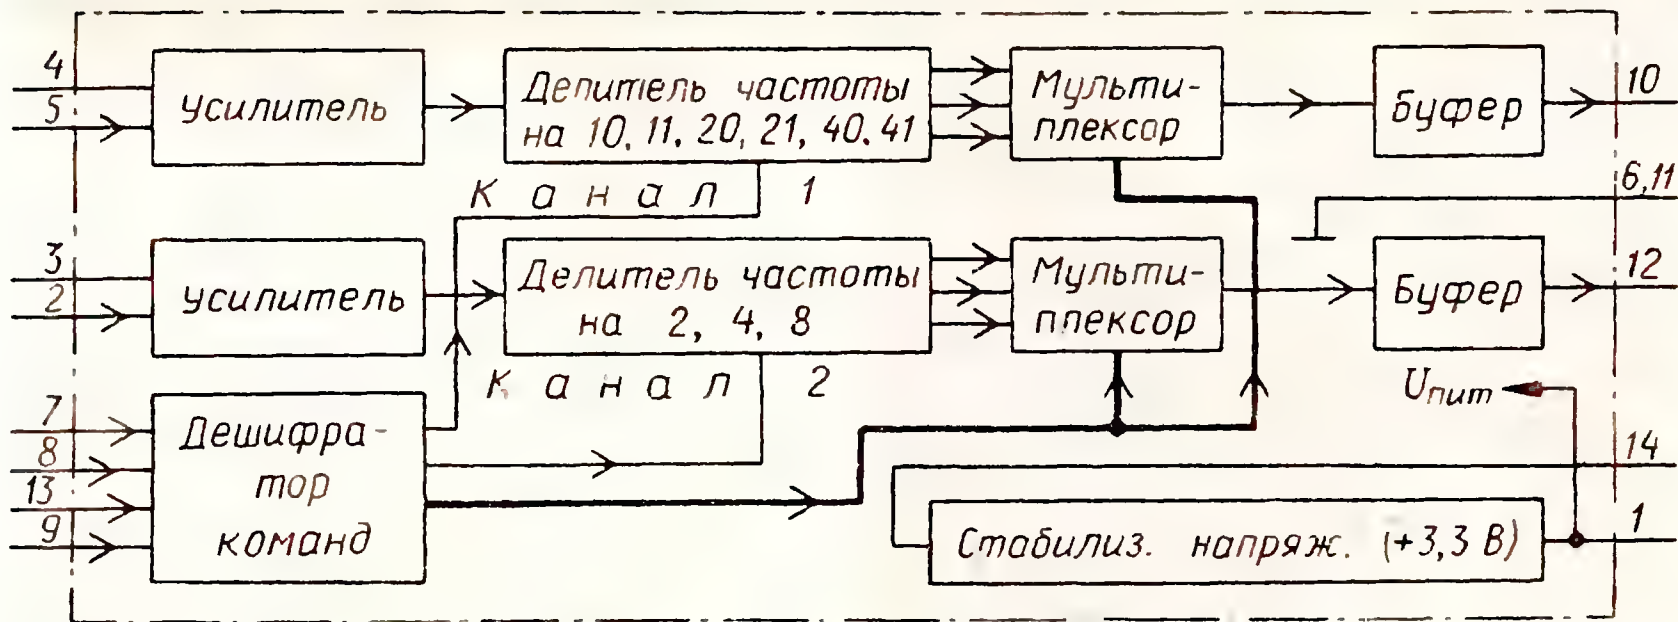 4
5
Усилитель
Делитель частоты
на 10, 11, 20, 21, 40. 41
Мульти-
плексор
Буфер
10
Канал 1
6,11
3
2
Усилитель
Делитель частоты
на 2, 4, 8
Мульти-
плексор
Буфер
12
Канал 2
Uпит
7
8
13
9
Дешифра-
тор
команд
14
Стабилиз. напряж. (+3,3 В)
1